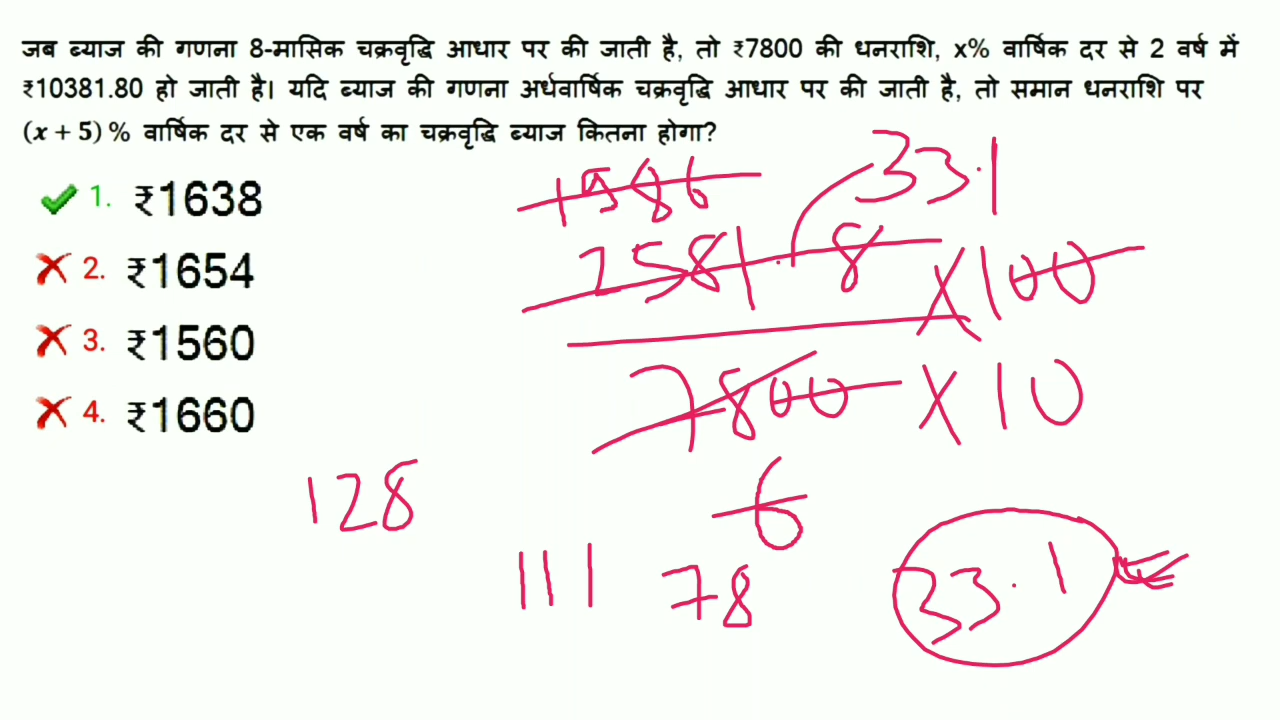 जब ब्याज की गणना 8-मासिक चक्रवृद्धि आधार पर की जाती है, तो ₹7800 की धनराशि, x% वार्षिक दर से 2 वर्ष में
₹10381.80 हो जाती है। यदि ब्याज की गणना अर्धवार्षिक चक्रवृद्धि आधार पर की जाती है, तो समान धनराशि पर
(x + 5) % वार्षिक दर से एक वर्ष का चक्रवृद्धि ब्याज कितना होगा?
1. ₹1638
2. ₹1654
3. ₹1560
4. ₹1660
33.1
2581.8 X100
7800 X10
6
128
111 78 33.1